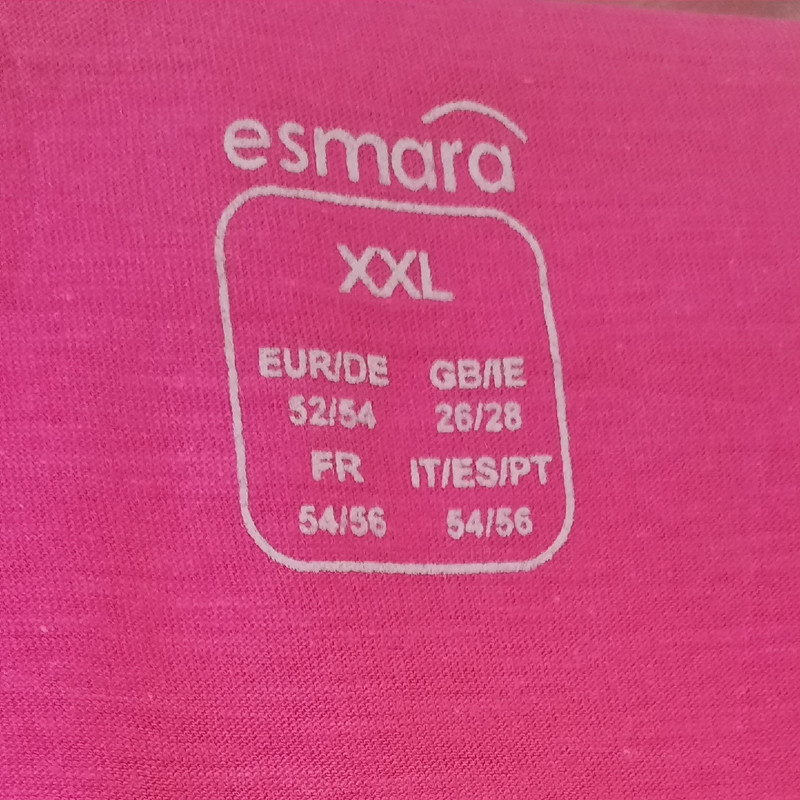 esmara
XXL
EUR/DE GB/IE
52/54 26/28
FR IT/ES/PT
54/56 54/56